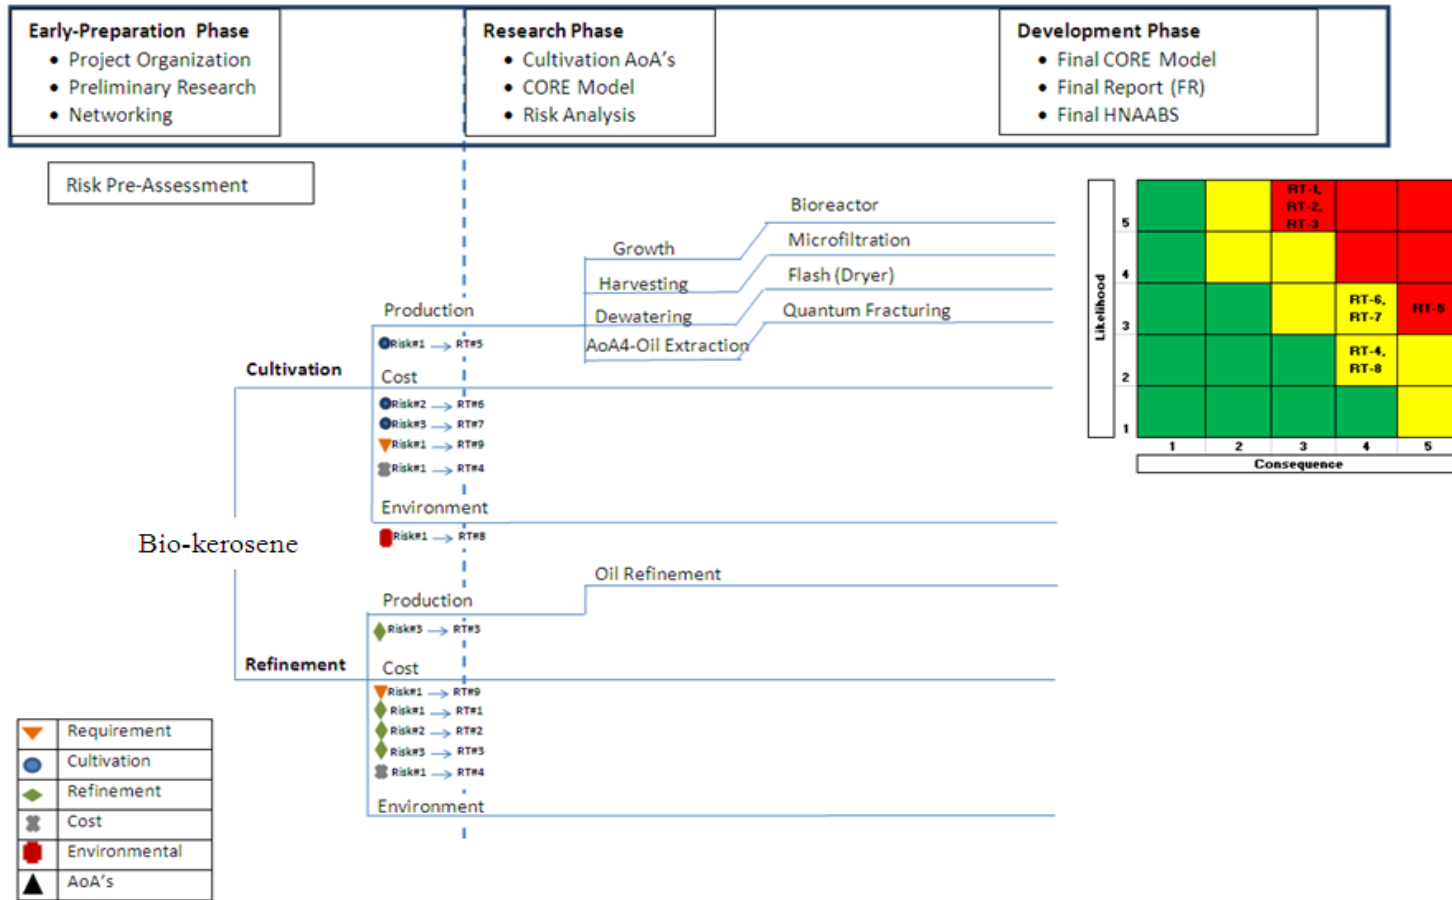 Early-Preparation Phase
• Project Organization
• Preliminary Research
• Networking
Research Phase
• Cultivation AoA's
• CORE Model
• Risk Analysis
Development Phase
• Final CORE Model
• Final Report (FR)
• Final HNAABS
Risk Pre-Assessment
Bioreactor
Growth
Microfiltration
Harvesting
Flash (Dryer)
Production
Dewatering
Quantum Fracturing
Risk#1 → RT#5
AoA4-Oil Extraction
Cultivation
Cost
Risk#2 → RT#6
Risk#3 → RT#7
Risk#1 → RT#9
Risk#1 → RT#4
Environment
Risk#1 → RT#8
Bio-kerosene
Oil Refinement
Production
Risk#3 → RT#3
Refinement
Cost
Risk#1 → RT#9
Risk#1 → RT#1
Risk#2 → RT#2
Risk#3 → RT#3
Risk#1 → RT#4
Environment
Likelihood
5
4
3
2
1
RT-1,
RT-2,
RT-3
RT-6,
RT-7
RT-5
RT-4,
RT-8
1 2 3 4 5
Consequence
Requirement
Cultivation
Refinement
Cost
Environmental
AoA's